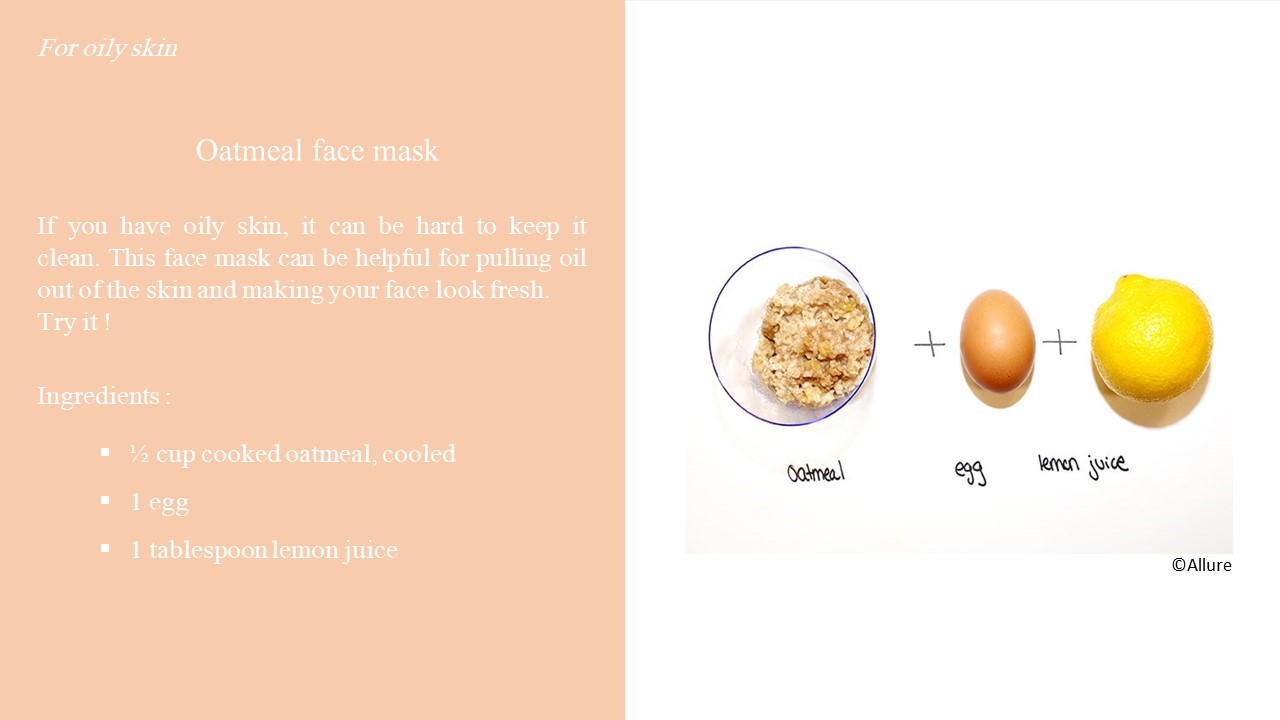 For oily skin
Oatmeal face mask
If you have oily skin, it can be hard to keep it
clean. This face mask can be helpful for pulling oil
out of the skin and making your face look fresh.
Try it !
Ingredients :
▪ ½ cup cooked oatmeal, cooled
▪ 1 egg
▪ 1 tablespoon lemon juice
+ +
Oatmeal egg lemon juice
©Allure